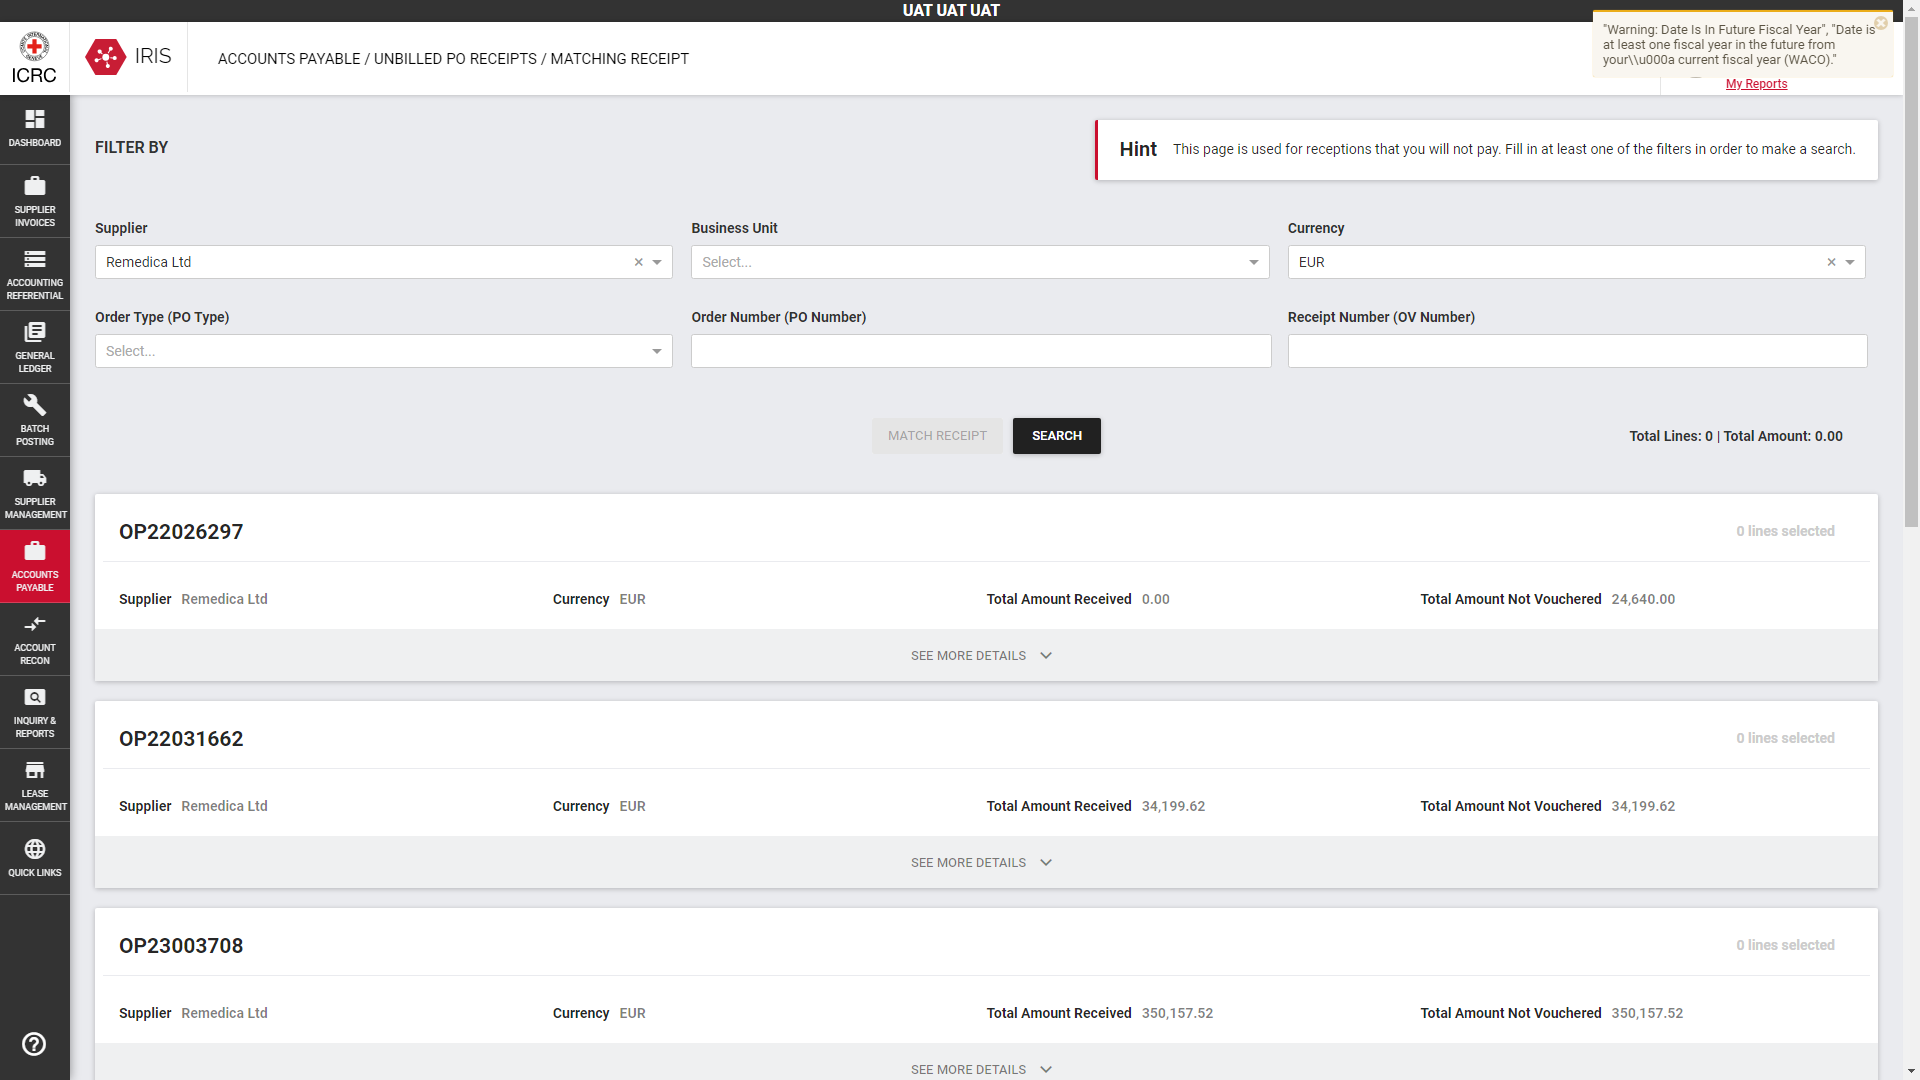 UAT UAT UAT
ICRC
IRIS
ACCOUNTS PAYABLE / UNBILLED PO RECEIPTS / MATCHING RECEIPT
"Warning: Date Is In Future Fiscal Year", "Date is
at least one fiscal year in the future from
your\\u000a current fiscal year (WACO)."
My Reports
DASHBOARD
SUPPLIER
INVOICES
ACCOUNTING
REFERENTIAL
GENERAL
LEDGER
BATCH
POSTING
SUPPLIER
MANAGEMENT
ACCOUNTS
PAYABLE
ACCOUNT
RECON
INQUIRY &
REPORTS
LEASE
MANAGEMENT
QUICK LINKS
FILTER BY
Hint This page is used for receptions that you will not pay. Fill in at least one of the filters in order to make a search.
Supplier
Remedica Ltd
Business Unit
Select...
Currency
EUR
Order Type (PO Type)
Select...
Order Number (PO Number)
Receipt Number (OV Number)
MATCH RECEIPT
SEARCH
Total Lines: 0 | Total Amount: 0.00
OP22026297
0 lines selected
Supplier Remedica Ltd
Currency EUR
Total Amount Received 0.00
Total Amount Not Vouchered 24,640.00
SEE MORE DETAILS
OP22031662
0 lines selected
Supplier Remedica Ltd
Currency EUR
Total Amount Received 34,199.62
Total Amount Not Vouchered 34,199.62
SEE MORE DETAILS
OP23003708
0 lines selected
Supplier Remedica Ltd
Currency EUR
Total Amount Received 350,157.52
Total Amount Not Vouchered 350,157.52
SEE MORE DETAILS